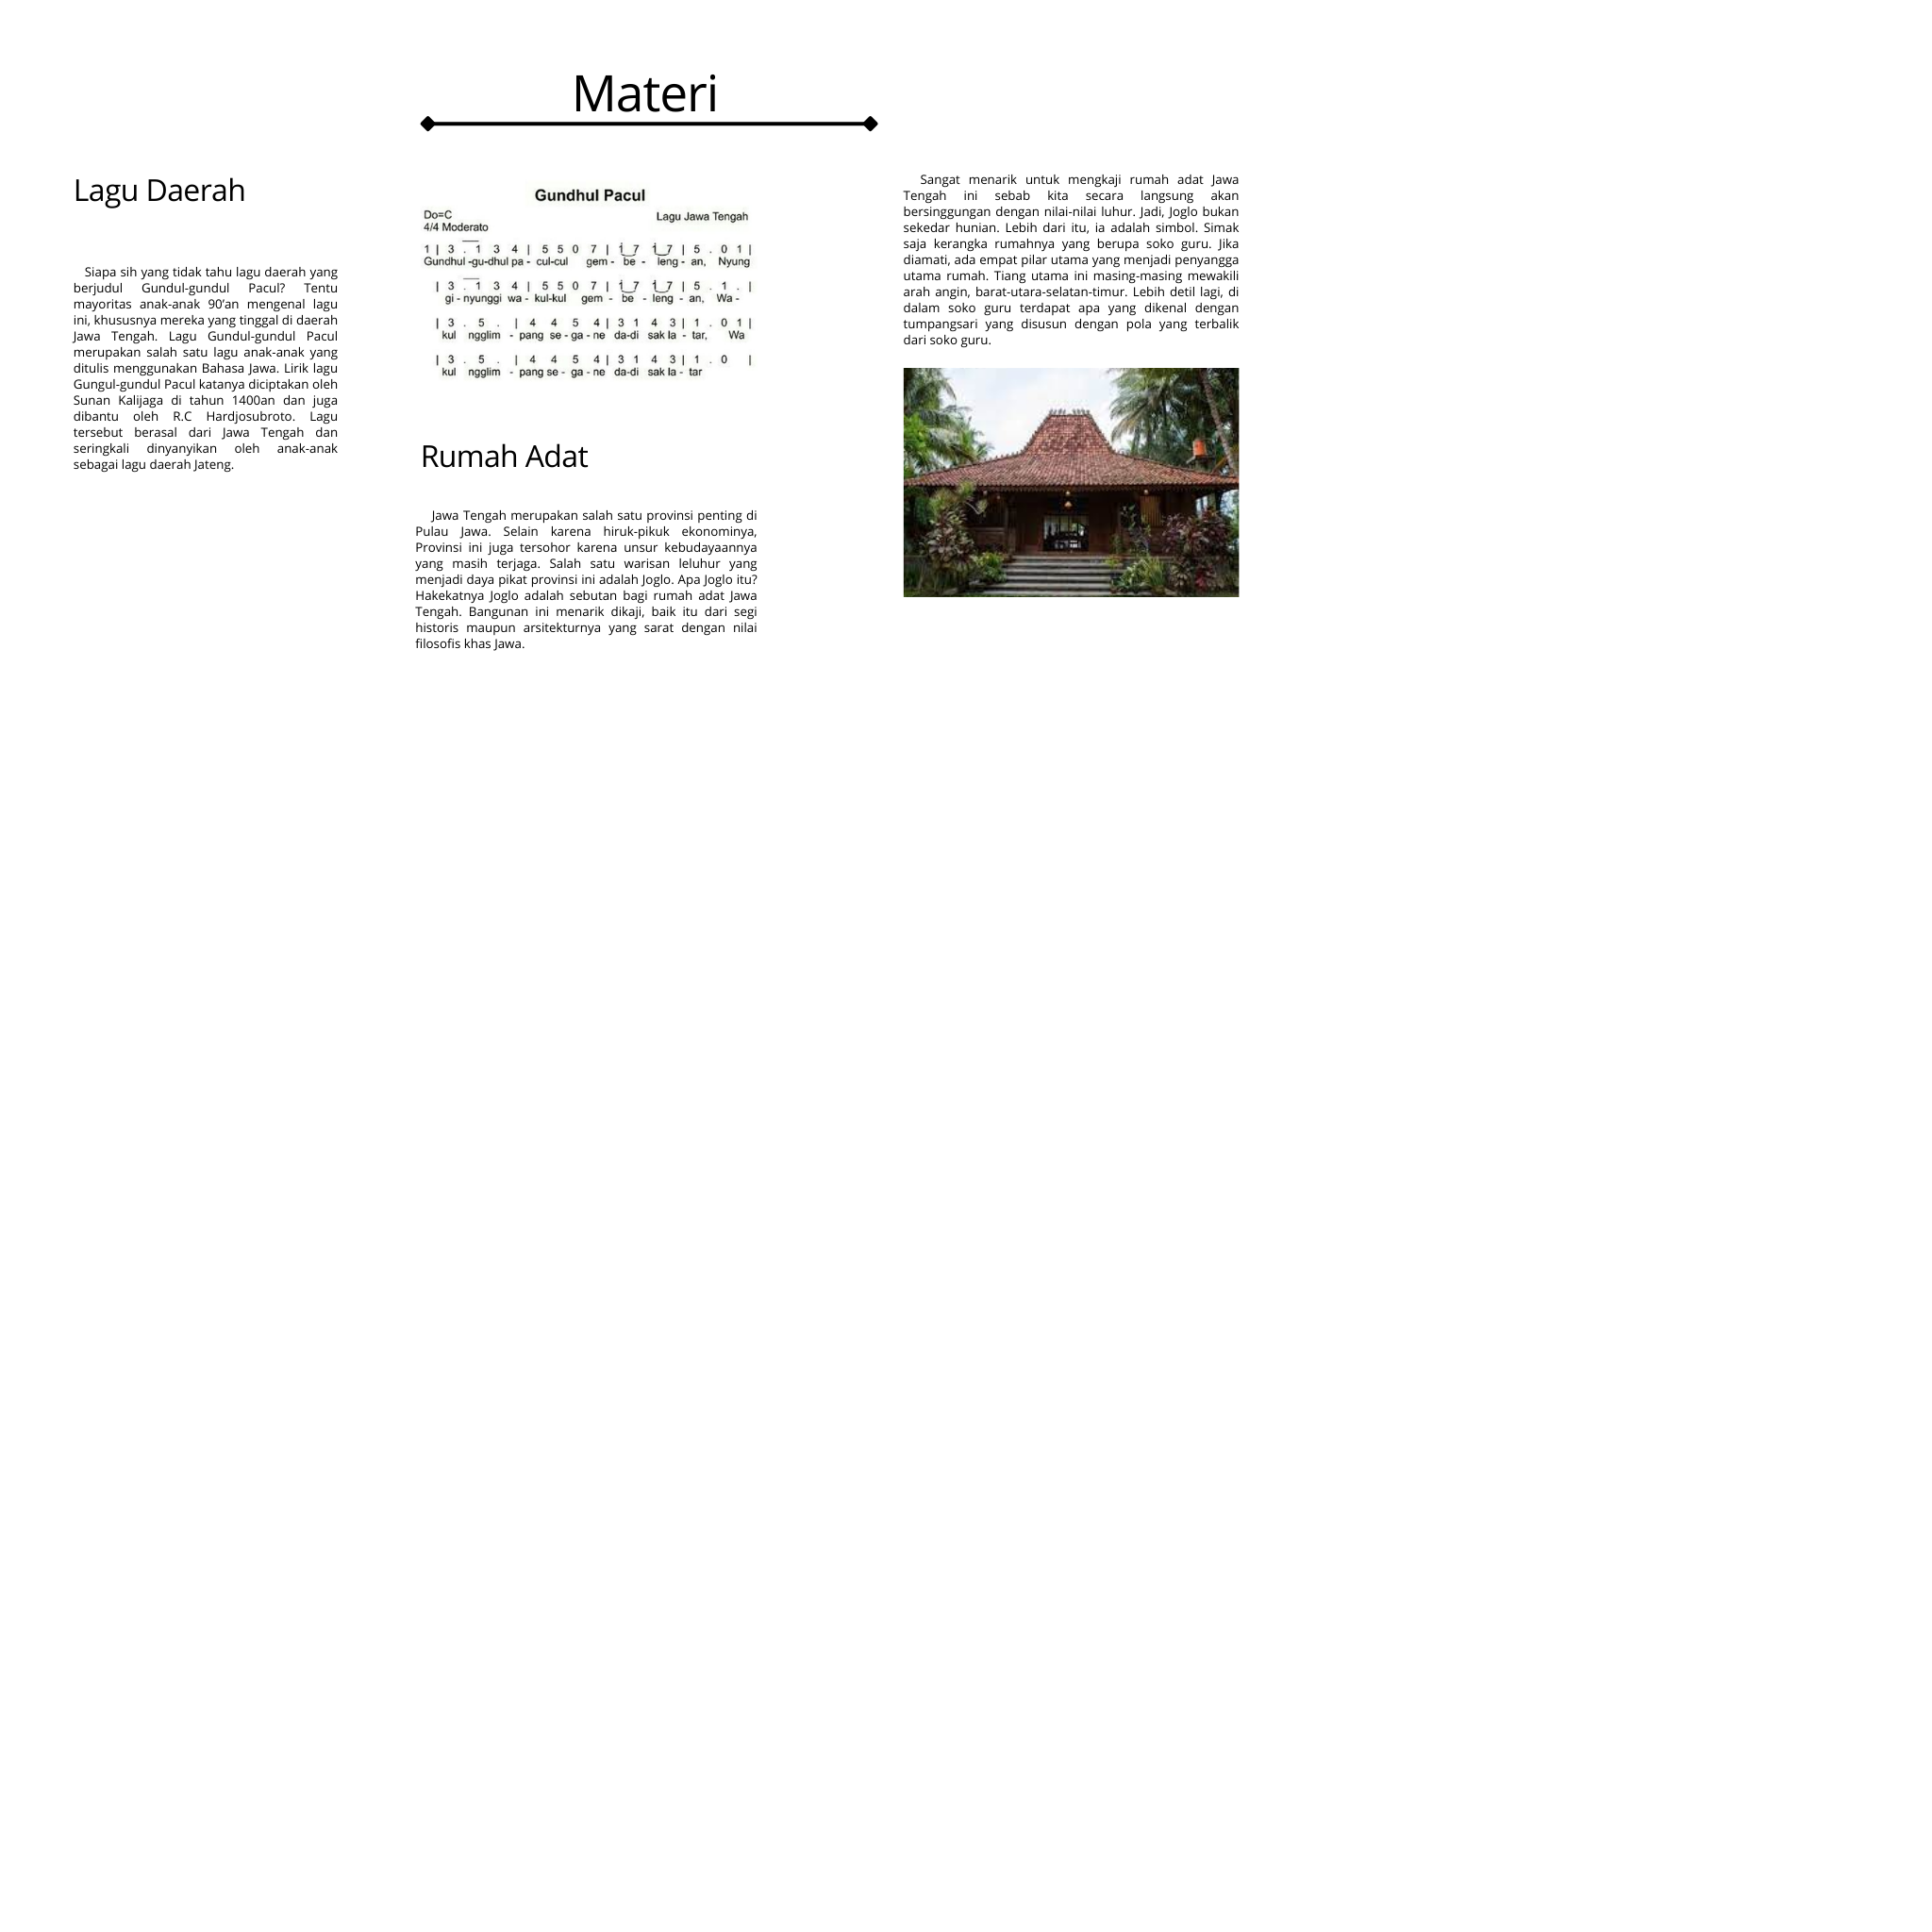 Materi
Lagu Daerah
Siapa sih yang tidak tahu lagu daerah yang
berjudul Gundul-gundul Pacul? Tentu
mayoritas anak-anak 90'an mengenal lagu
ini, khususnya mereka yang tinggal di daerah
Jawa Tengah. Lagu Gundul-gundul Pacul
merupakan salah satu lagu anak-anak yang
ditulis menggunakan Bahasa Jawa. Lirik lagu
Gungul-gundul Pacul katanya diciptakan oleh
Sunan Kalijaga di tahun 1400an dan juga
dibantu oleh R.C Hardjosubroto. Lagu
tersebut berasal dari Jawa Tengah dan
seringkali dinyanyikan oleh anak-anak
sebagai lagu daerah Jateng.
Gundhul Pacul
Do=C Lagu Jawa Tengah
4/4 Moderato
1 | 3 . 1 3 4 | 5 5 0 7 | 1 7 1 7 | 5 . 0 1 |
Gundhul -gu-dhul pa - cul-cul gem - be - leng - an, Nyung
| 3 . 1 3 4 | 5 5 0 7 | 1 7 1 7 | 5 . 1 . |
gi - nyunggi wa - kul-kul gem - be - leng - an, Wa -
| 3 . 5 . | 4 4 5 4 | 3 1 4 3 | 1 . 0 1 |
kul ngglim - pang se - ga - ne da-di sak la - tar, Wa
| 3 . 5 . | 4 4 5 4 | 3 1 4 3 | 1 . 0 |
kul ngglim - pang se - ga - ne da-di sak la - tar
Rumah Adat
Jawa Tengah merupakan salah satu provinsi penting di
Pulau Jawa. Selain karena hiruk-pikuk ekonominya,
Provinsi ini juga tersohor karena unsur kebudayaannya
yang masih terjaga. Salah satu warisan leluhur yang
menjadi daya pikat provinsi ini adalah Joglo. Apa Joglo itu?
Hakekatnya Joglo adalah sebutan bagi rumah adat Jawa
Tengah. Bangunan ini menarik dikaji, baik itu dari segi
historis maupun arsitekturnya yang sarat dengan nilai
filosofis khas Jawa.
Sangat menarik untuk mengkaji rumah adat Jawa
Tengah ini sebab kita secara langsung akan
bersinggungan dengan nilai-nilai luhur. Jadi, Joglo bukan
sekedar hunian. Lebih dari itu, ia adalah simbol. Simak
saja kerangka rumahnya yang berupa soko guru. Jika
diamati, ada empat pilar utama yang menjadi penyangga
utama rumah. Tiang utama ini masing-masing mewakili
arah angin, barat-utara-selatan-timur. Lebih detil lagi, di
dalam soko guru terdapat apa yang dikenal dengan
tumpangsari yang disusun dengan pola yang terbalik
dari soko guru.